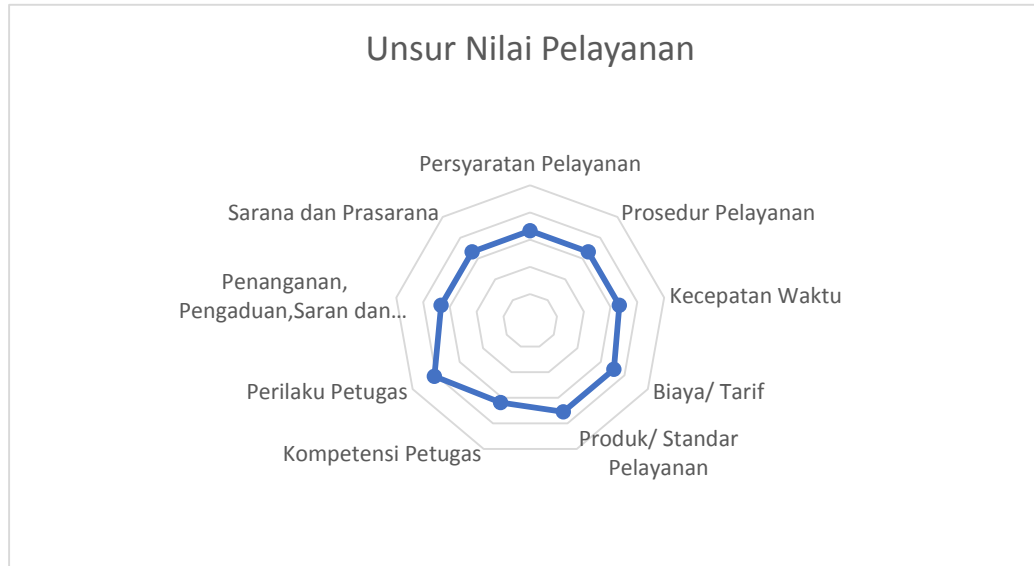 Unsur Nilai Pelayanan
Persyaratan Pelayanan
Prosedur Pelayanan
Kecepatan Waktu
Biaya/ Tarif
Produk/ Standar
Pelayanan
Kompetensi Petugas
Perilaku Petugas
Penanganan,
Pengaduan,Saran dan…
Sarana dan Prasarana